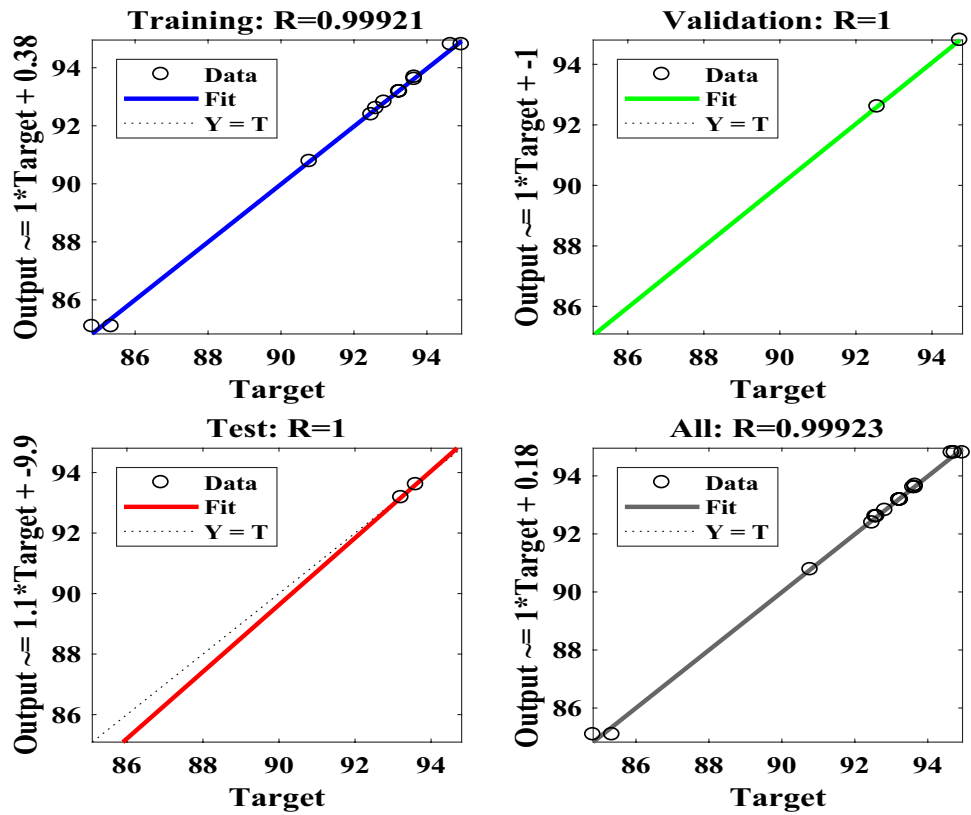 Training: R=0.99921
Output ~= 1*Target + 0.38
94
92
90
88
86
Data
Fit
Y = T
86 88 90 92 94
Target
Validation: R=1
Output ~= 1*Target + -1
94
92
90
88
86
Data
Fit
Y = T
86 88 90 92 94
Target
Test: R=1
Output ~= 1.1*Target + -9.9
94
92
90
88
86
Data
Fit
Y = T
86 88 90 92 94
Target
All: R=0.99923
Output ~= 1*Target + 0.18
94
92
90
88
86
Data
Fit
Y = T
86 88 90 92 94
Target